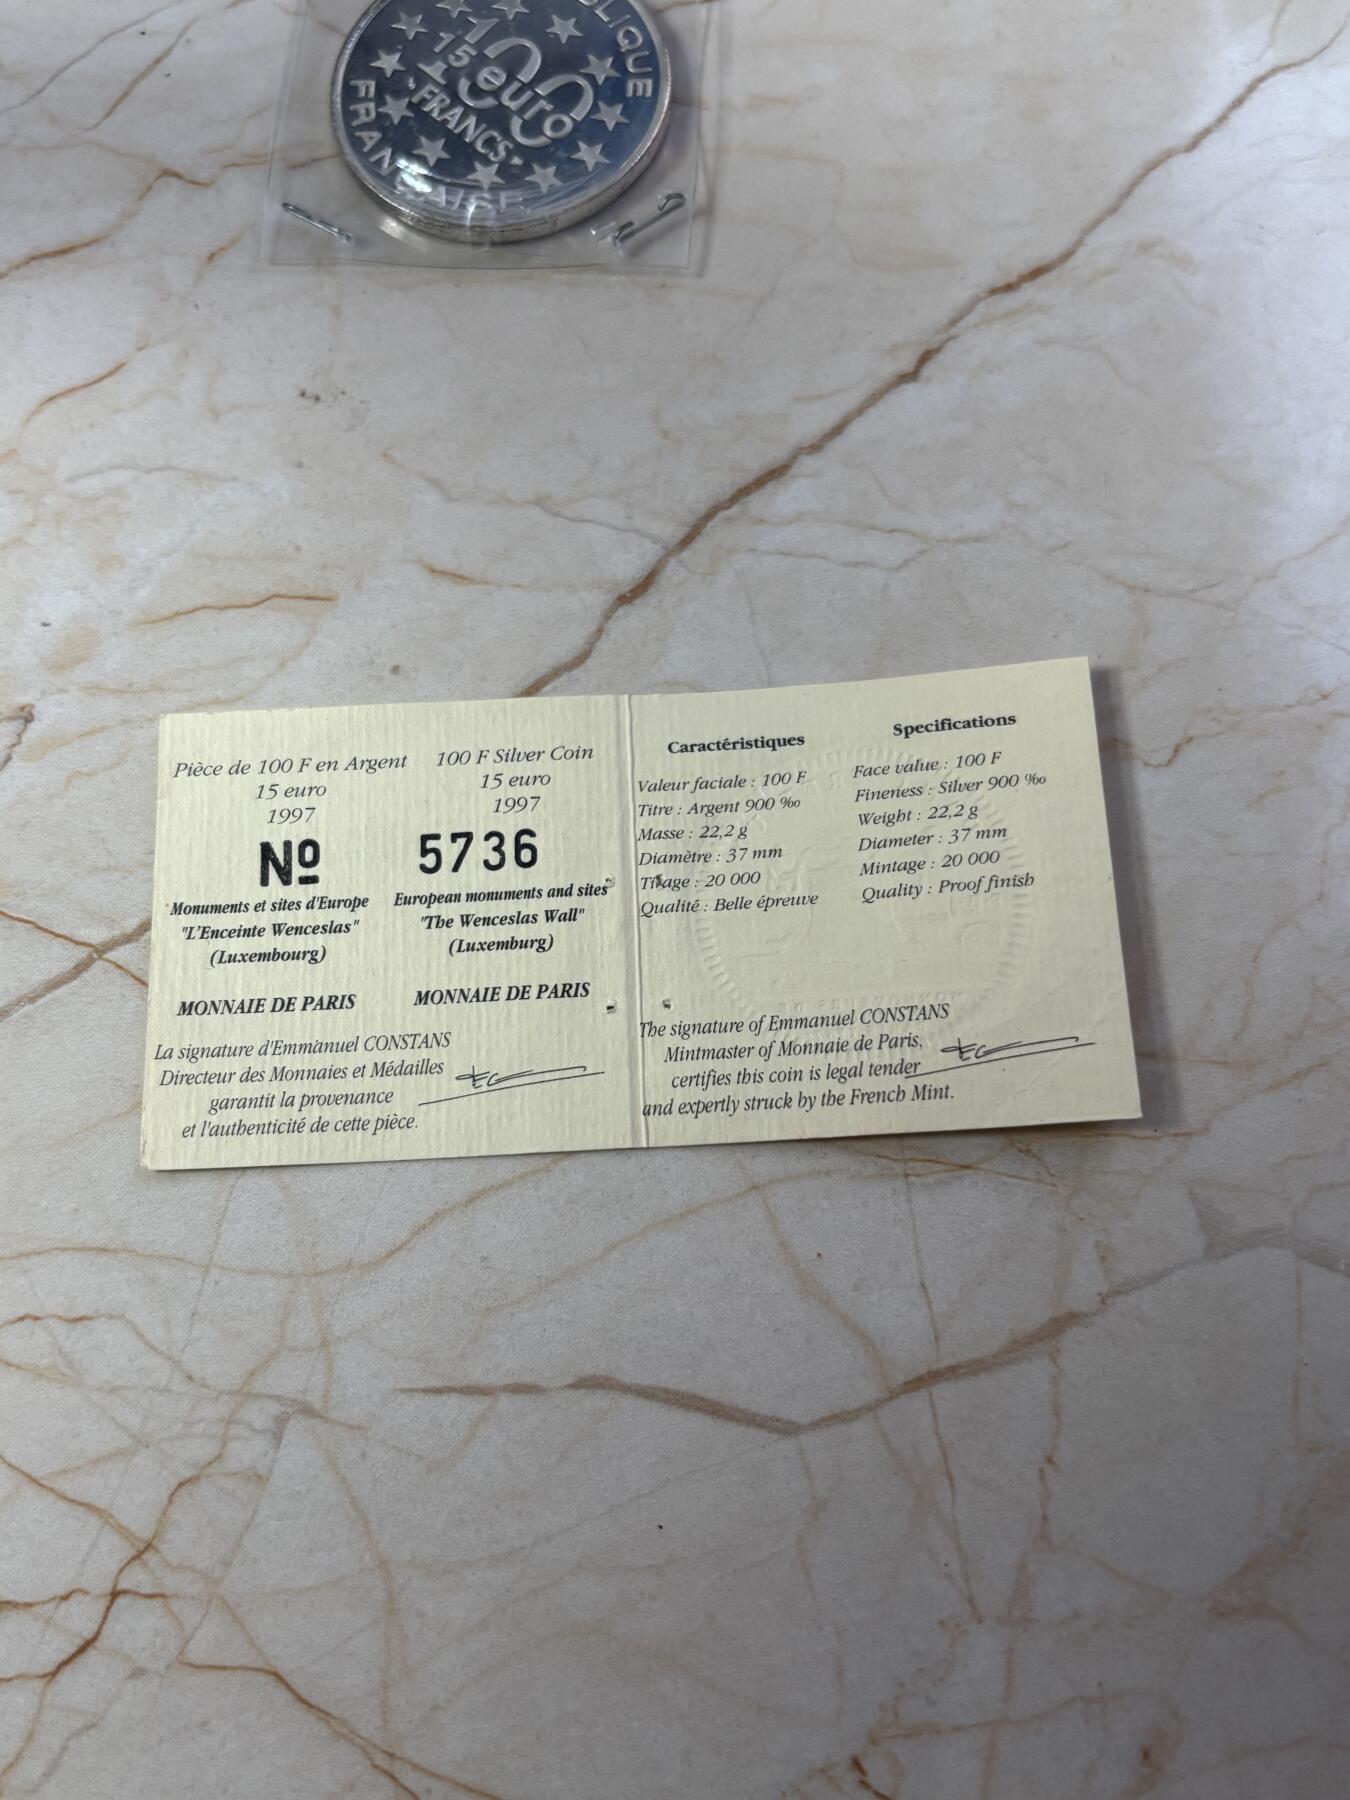 100
15 euro
FRANCS
FRANÇAISE
Pièce de 100 F en Argent
15 euro
1997
100 F Silver Coin
15 euro
1997
Nº 5736
Monuments et sites d'Europe
"L'Enceinte Wenceslas"
(Luxembourg)
European monuments and sites
"The Wenceslas Wall"
(Luxemburg)
MONNAIE DE PARIS
MONNAIE DE PARIS
La signature d'Emmanuel CONSTANS
Directeur des Monnaies et Médailles
garantit la provenance
et l'authenticité de cette pièce.
Caractéristiques
Valeur faciale : 100 F
Titre : Argent 900 ‰
Masse : 22,2 g
Diamètre : 37 mm
Tirage : 20 000
Qualité : Belle épreuve
Specifications
Face value : 100 F
Fineness : Silver 900 ‰
Weight : 22,2 g
Diameter : 37 mm
Mintage : 20 000
Quality : Proof finish
The signature of Emmanuel CONSTANS
Mintmaster of Monnaie de Paris,
certifies this coin is legal tender
and expertly struck by the French Mint.